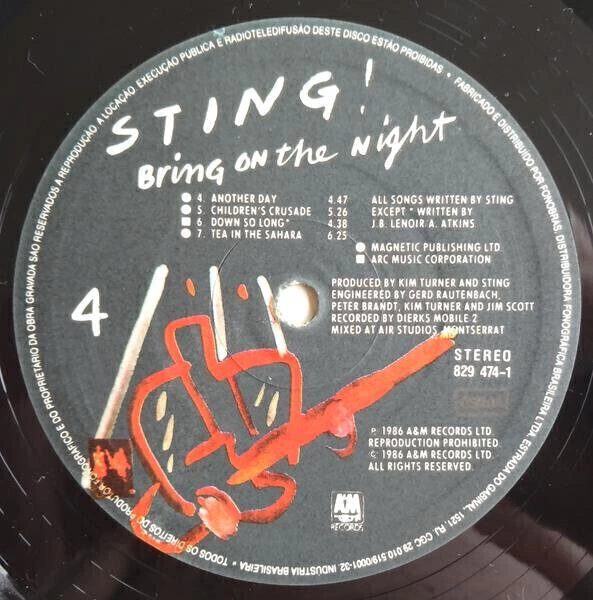 STING!
Bring on the Night
4. ANOTHER DAY 4.47
5. CHILDREN'S CRUSADE 5.26
6. DOWN SO LONG* 4.38
7. TEA IN THE SAHARA 6.25
ALL SONGS WRITTEN BY STING
EXCEPT * WRITTEN BY
J.B. LENOIR/A. ATKINS
MAGNETIC PUBLISHING LTD.
ARC MUSIC CORPORATION
PRODUCED BY KIM TURNER AND STING
ENGINEERED BY GERD RAUTENBACH,
PETER BRANDT, KIM TURNER AND JIM SCOTT
RECORDED BY DIERKS MOBILE 2
MIXED AT AIR STUDIOS, MONTSERRAT
4
STEREO
829 474-1
℗ 1986 A&M RECORDS LTD.
REPRODUCTION PROHIBITED.
© 1986 A&M RECORDS LTD.
ALL RIGHTS RESERVED.
A&M
RECORDS
• TODOS OS DIREITOS DO PRODUTOR FONOGRÁFICO E DO PROPRIETÁRIO DA OBRA GRAVADA SÃO RESERVADOS A REPRODUÇÃO, A LOCAÇÃO, EXECUÇÃO PÚBLICA E RADIOTELEDIFUSÃO DESTE DISCO ESTÃO PROIBIDAS • FABRICADO E DISTRIBUÍDO POR FONOBRÁS, DISTRIBUIDORA FONOGRÁFICA BRASILEIRA LTDA. ESTRADA DO GABINAL, 1521, RJ, CGC 29.010.519/0001-32 INDÚSTRIA BRASILEIRA